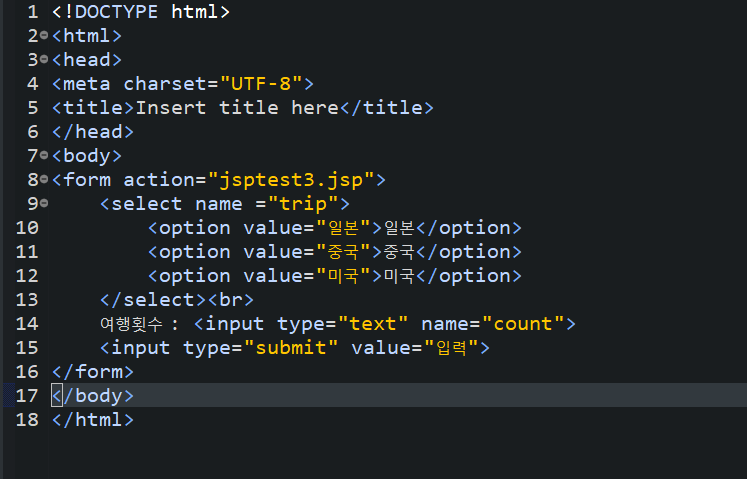 1 <!DOCTYPE html>
2 <html>
3 <head>
4 <meta charset="UTF-8">
5 <title>Insert title here</title>
6 </head>
7 <body>
8 <form action="jsptest3.jsp">
9     <select name ="trip">
10         <option value="일본">일본</option>
11         <option value="중국">중국</option>
12         <option value="미국">미국</option>
13     </select><br>
14     여행횟수 : <input type="text" name="count">
15     <input type="submit" value="입력">
16 </form>
17 </body>
18 </html>